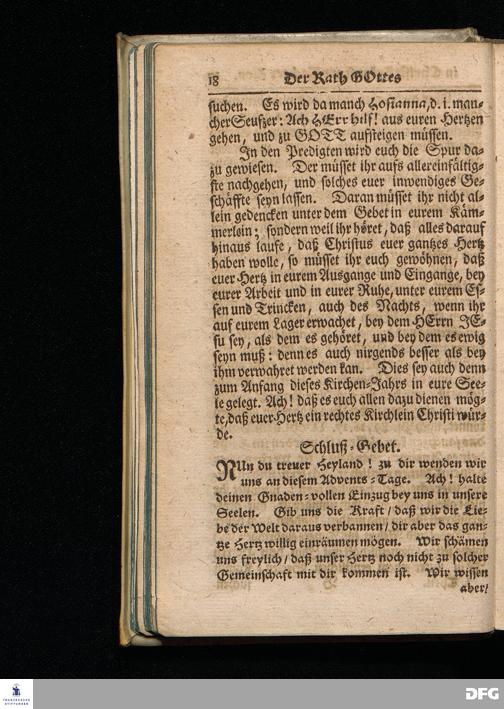 18 Der Rath GOttes
suchen. Es wird da manch Hosianna, d. i. man-
cher Seufzer: Ach HErr hilf! aus euren Hertzen
gehen, und zu GOTT aufsteigen müssen.
In den Predigten wird euch die Spur da-
zu gewiesen. Der müsset ihr aufs allereinfältig-
ste nachgehen, und solches euer inwendiges Ge-
schäffte seyn lassen. Daran müsset ihr nicht al-
lein gedencken unter dem Gebet in eurem Käm-
merlein; sondern weil ihr höret, daß alles darauf
hinaus laufe, daß Christus euer gantzes Hertz
haben wolle, so müsset ihr euch gewöhnen, daß
euer Hertz in eurem Ausgange und Eingange, bey
eurer Arbeit und in eurer Ruhe, unter eurem Es-
sen und Trincken, auch des Nachts, wenn ihr
auf eurem Lager erwachet, bey dem HErrn JE-
su sey, als dem es gehöret, und bey dem es ewig
seyn muß: denn es auch nirgends besser als bey
ihm verwahret werden kan. Dies sey auch denn
zum Anfang dieses Kirchen-Jahrs in eure See-
le gelegt. Ach! daß es euch allen dazu dienen mög-
te, daß euer Hertz ein rechtes Kirchlein Christi wür-
de.
Schluß-Gebet.
NUn du treuer Heyland! zu dir wenden wir
uns an diesem Advents-Tage. Ach! halte
deinen Gnaden-vollen Einzug bey uns in unsere
Seelen. Gib uns die Kraft/ daß wir die Lie-
be der Welt daraus verbannen/ dir aber das gan-
tze Hertz willig einräumen mögen. Wir schämen
uns freylich/ daß unser Hertz noch nicht zu solcher
Gemeinschaft mit dir kommen ist. Wir wissen
aber/
FRANCKESCHE
STIFTUNGEN
DFG